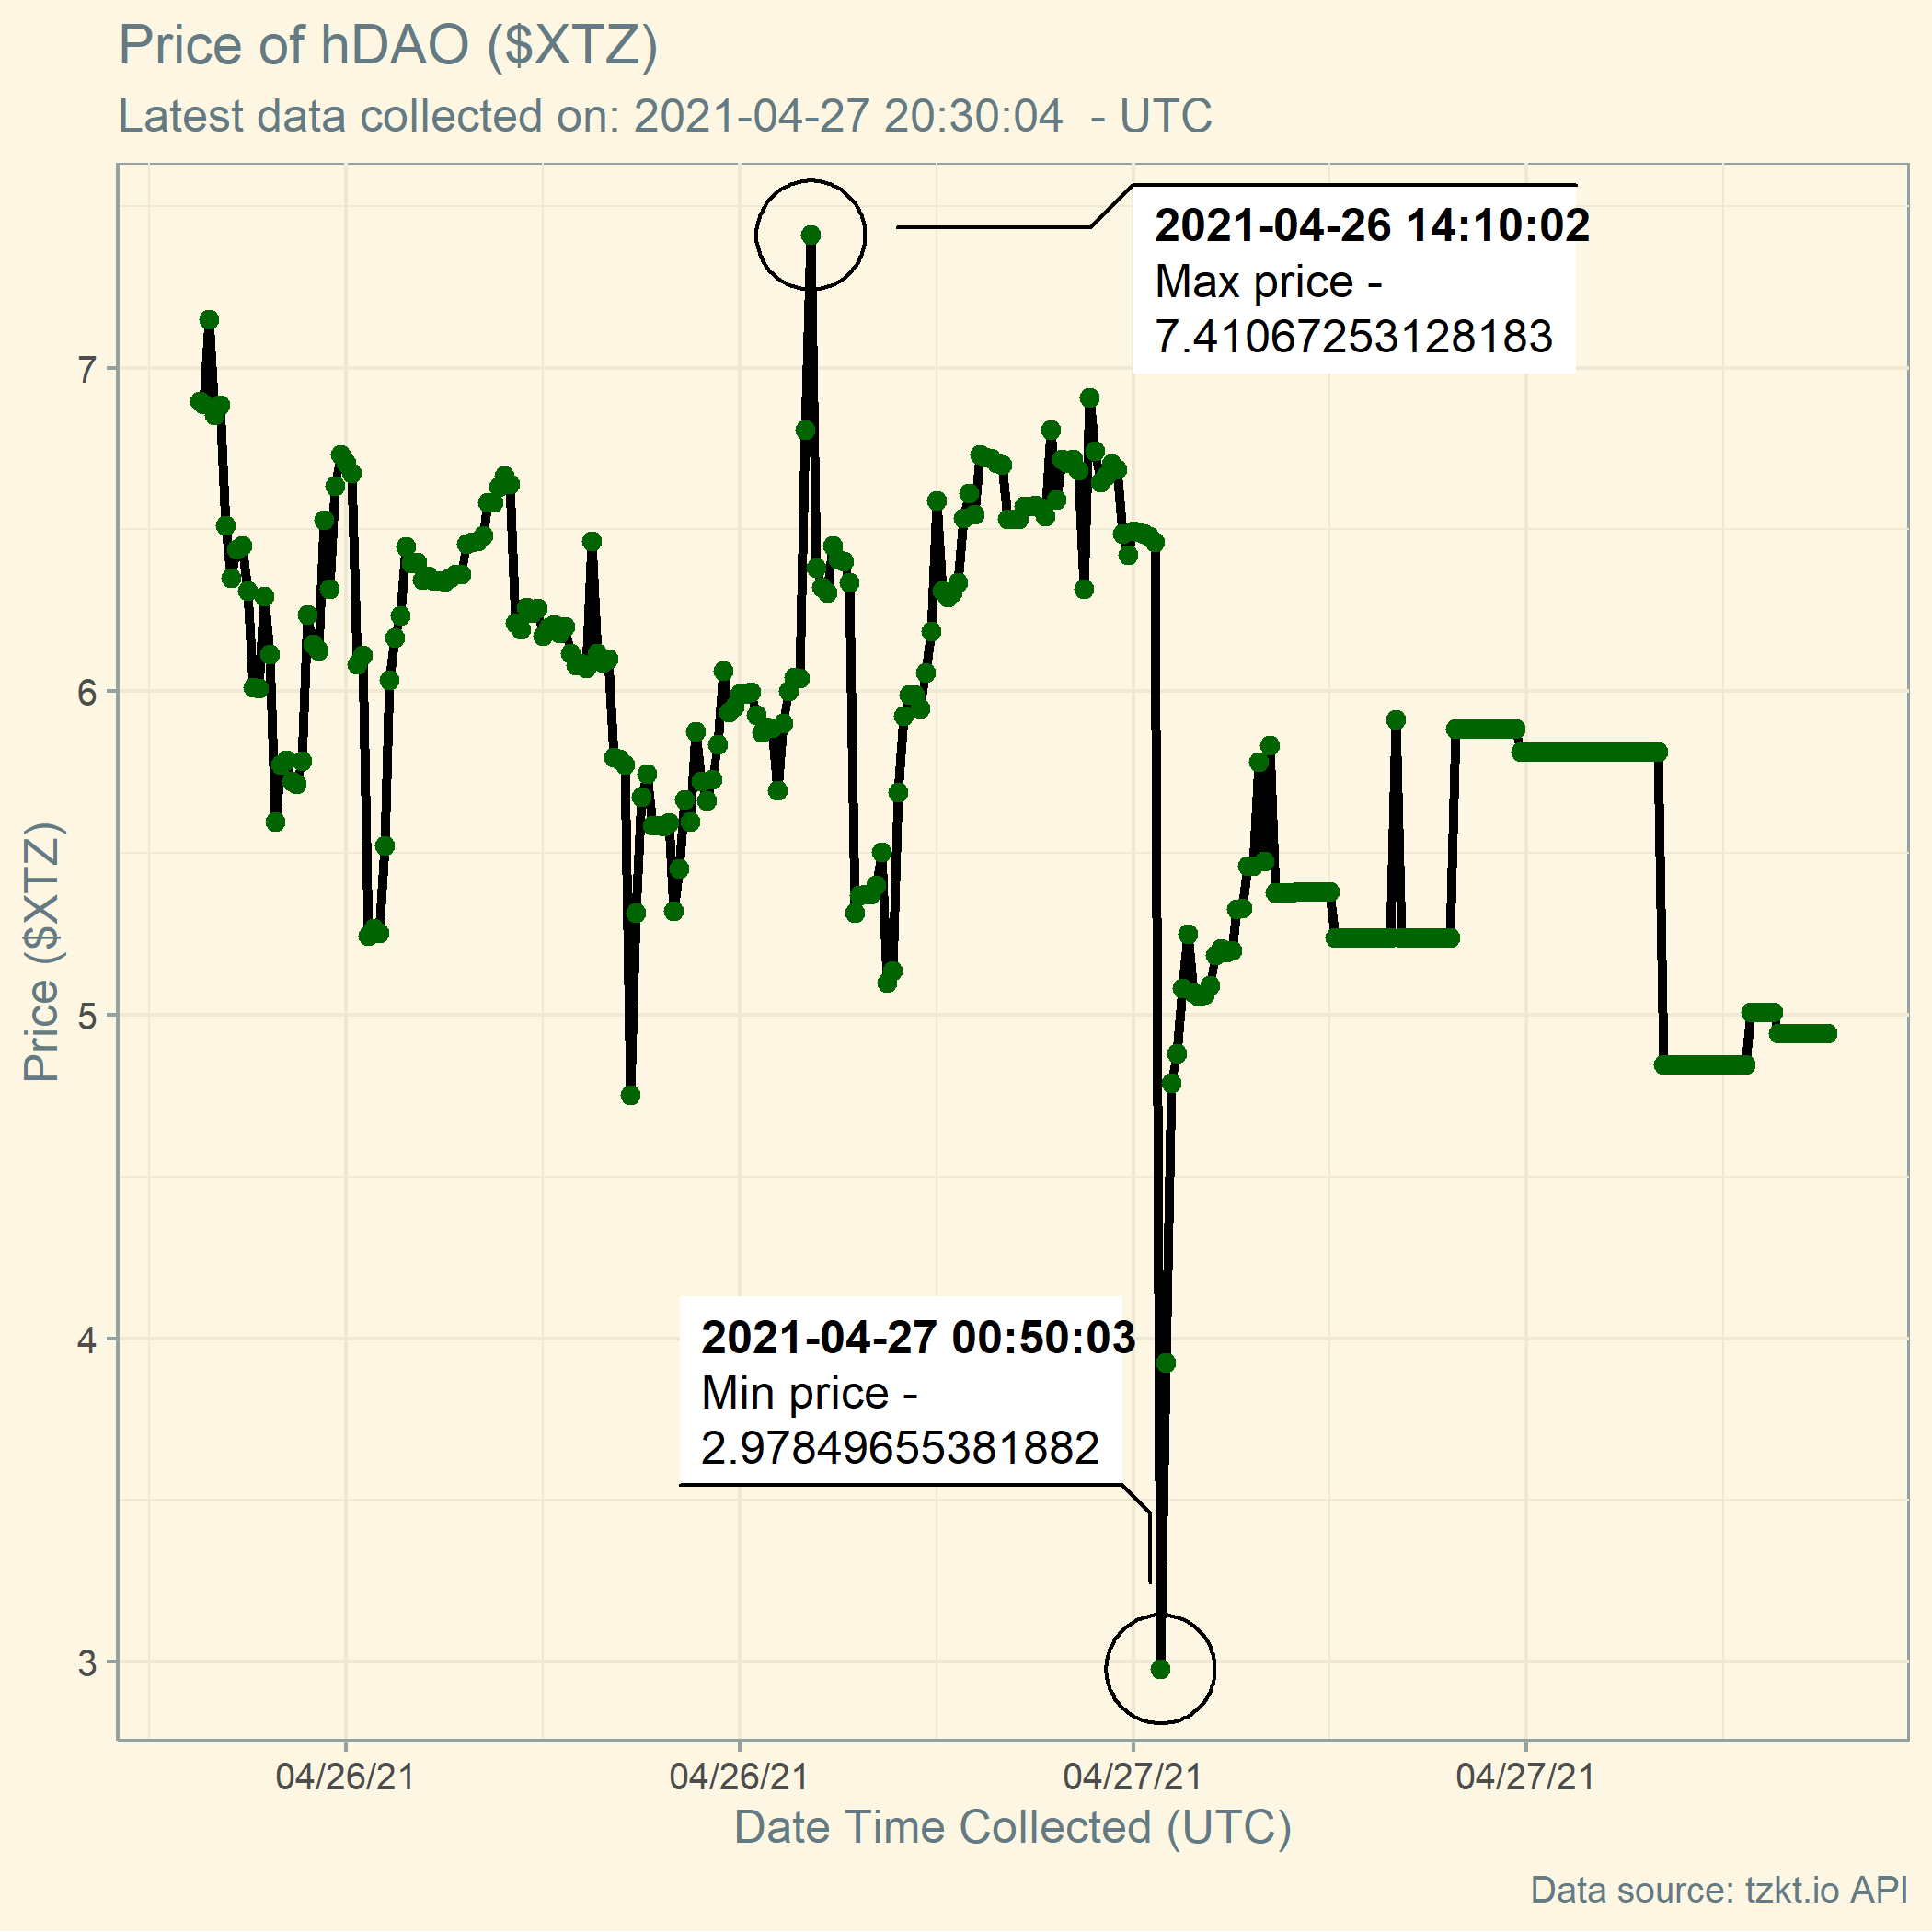 Price of hDAO ($XTZ)
Latest data collected on: 2021-04-27 20:30:04  - UTC
2021-04-26 14:10:02
Max price -
7.41067253128183
7
6
5
4
3
Price ($XTZ)
2021-04-27 00:50:03
Min price -
2.97849655381882
04/26/21
04/26/21
04/27/21
04/27/21
Date Time Collected (UTC)
Data source: tzkt.io API